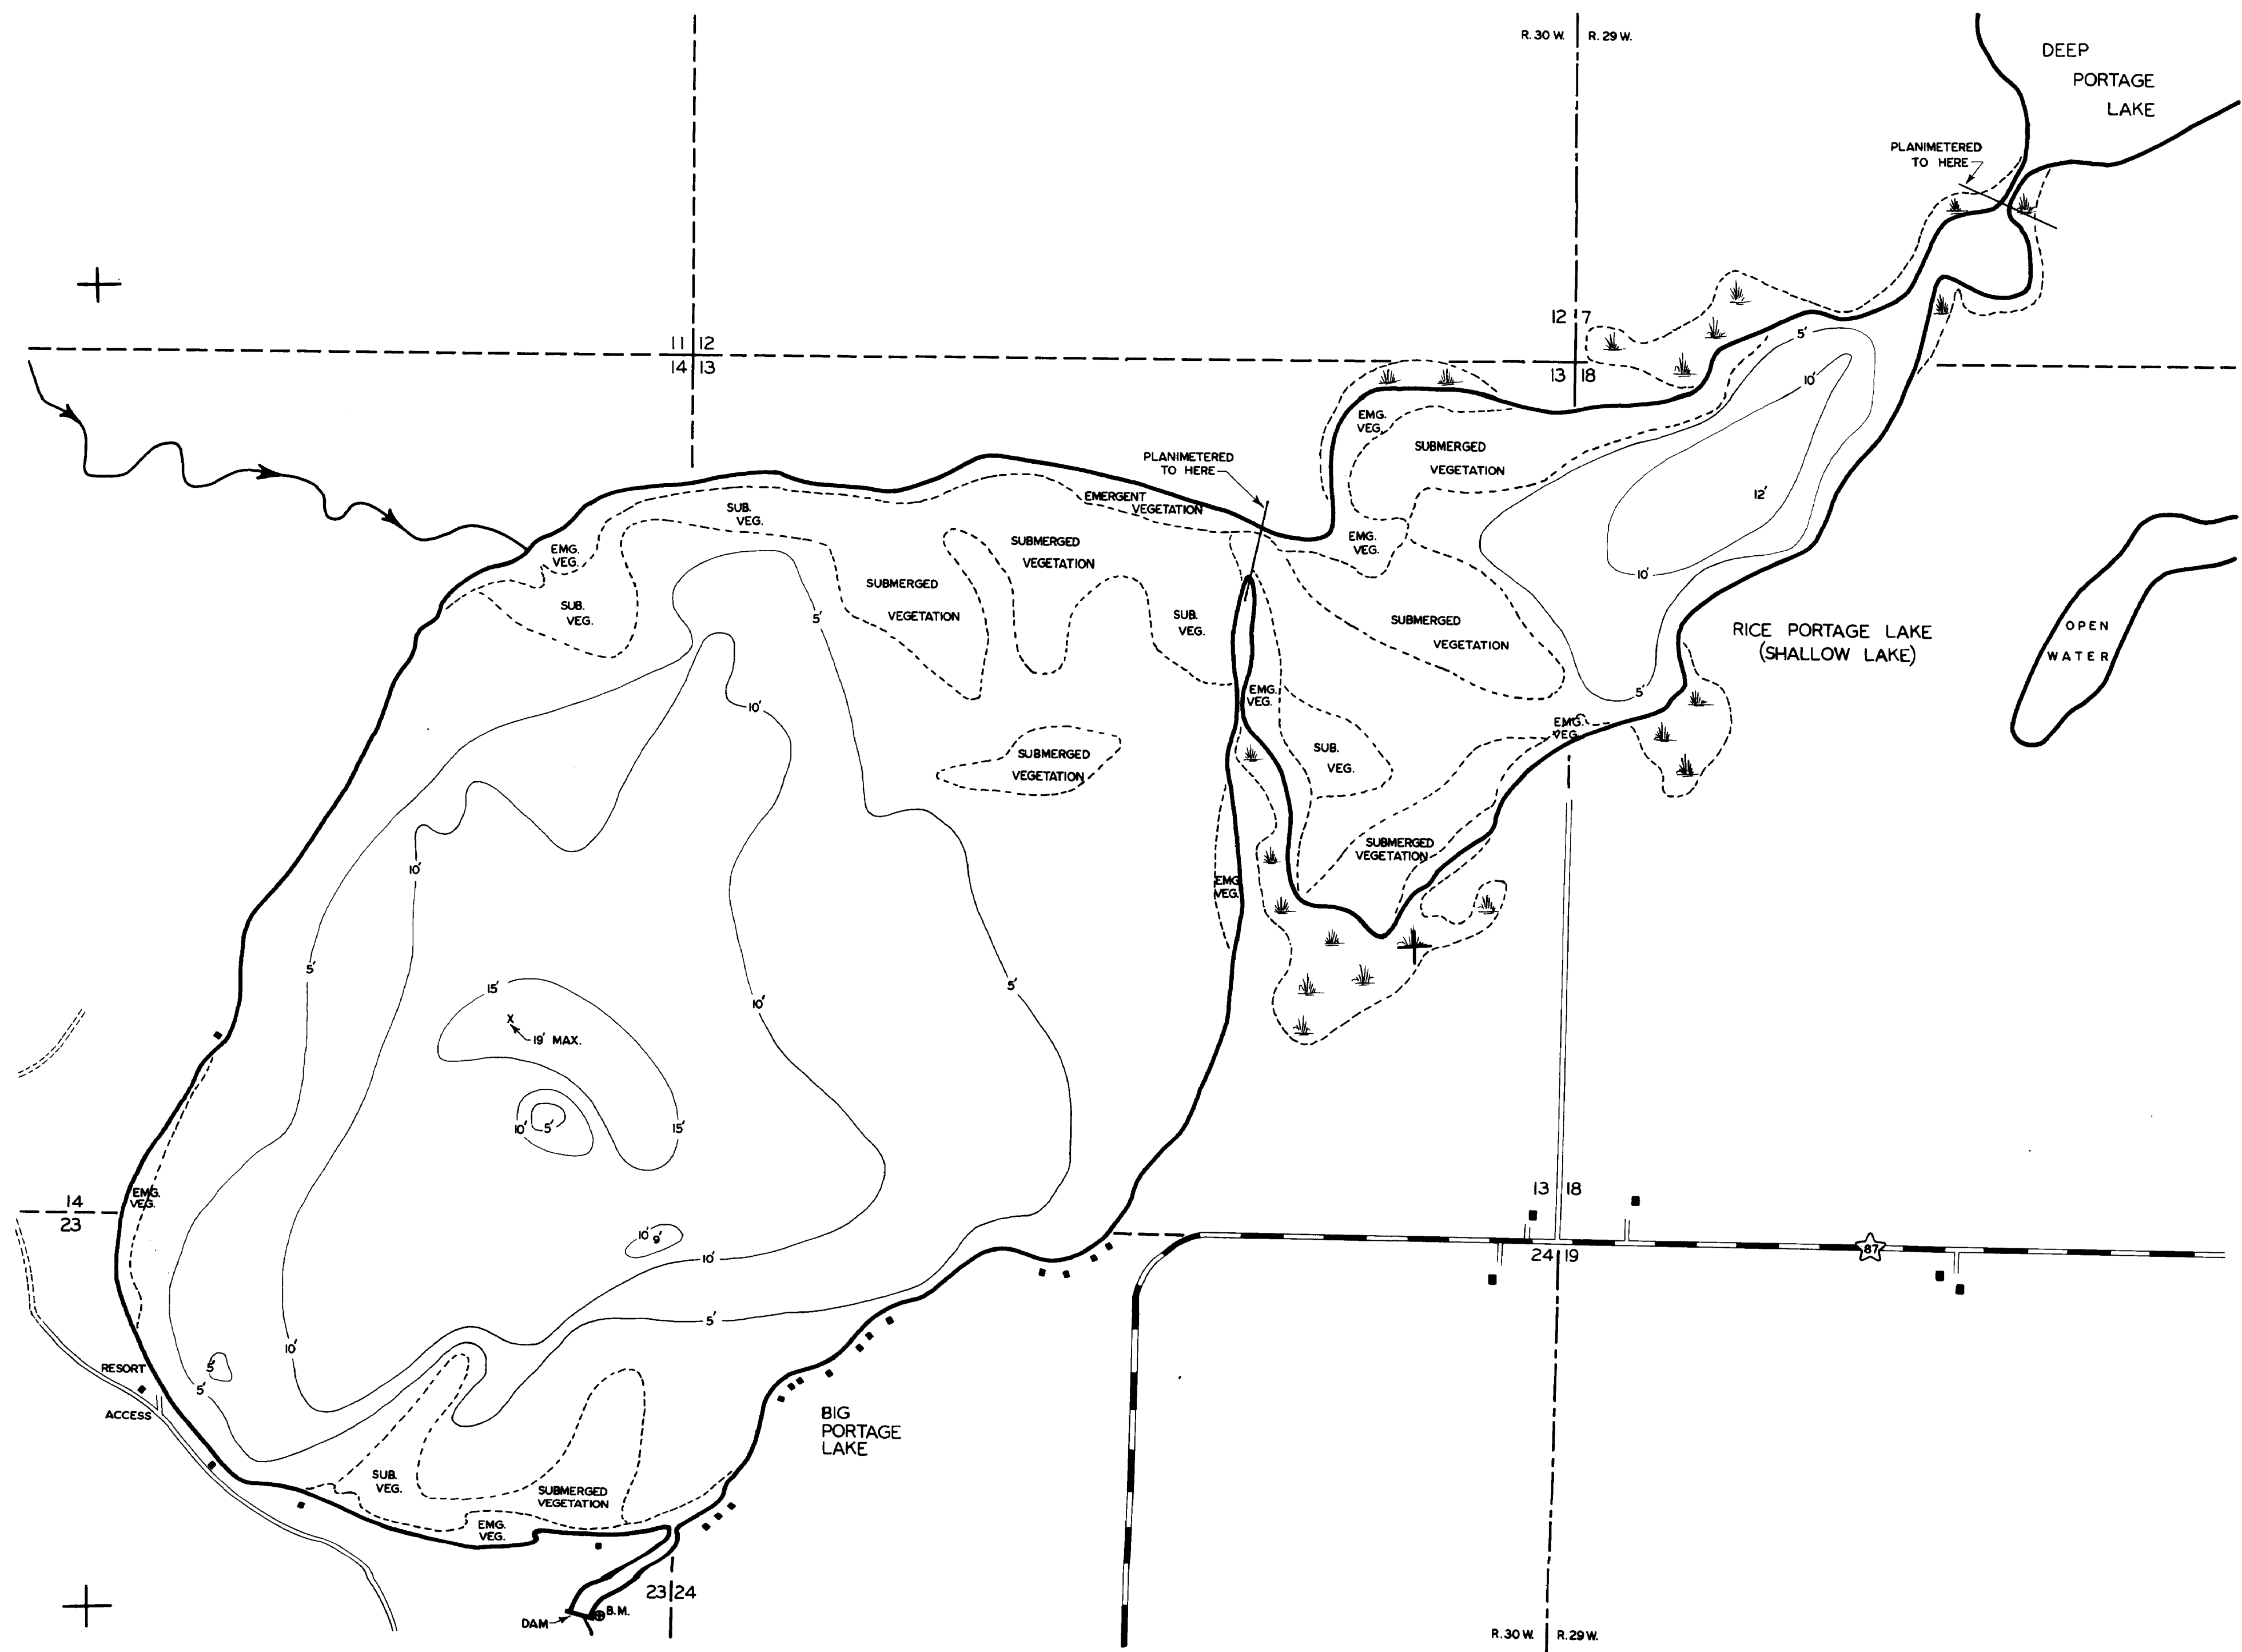 R. 30 W. R. 29 W.
DEEP
PORTAGE
LAKE
PLANIMETERED
TO HERE
12 7
13 18
11 12
14 13
5'
10'
12'
10'
5'
EMG.
VEG.
SUBMERGED
VEGETATION
PLANIMETERED
TO HERE
EMERGENT
VEGETATION
SUB.
VEG.
EMG.
VEG.
SUBMERGED
VEGETATION
EMG.
VEG.
SUBMERGED
VEGETATION
SUB.
VEG.
5'
SUB.
VEG.
SUBMERGED
VEGETATION
RICE PORTAGE LAKE
(SHALLOW LAKE)
OPEN
WATER
EMG.
VEG.
10'
EMG.
VEG.
SUBMERGED
VEGETATION
SUB.
VEG.
SUBMERGED
VEGETATION
10'
EMG.
VEG.
5'
15'
5'
10'
X
19' MAX.
10' 5'
15'
14
23
EMG.
VEG.
10' 9'
10'
13 18
24 19
87
5'
10'
RESORT
5'
5'
ACCESS
BIG
PORTAGE
LAKE
SUB.
VEG.
SUBMERGED
VEGETATION
EMG.
VEG.
23 24
DAM
B.M.
R. 30 W. R. 29 W.